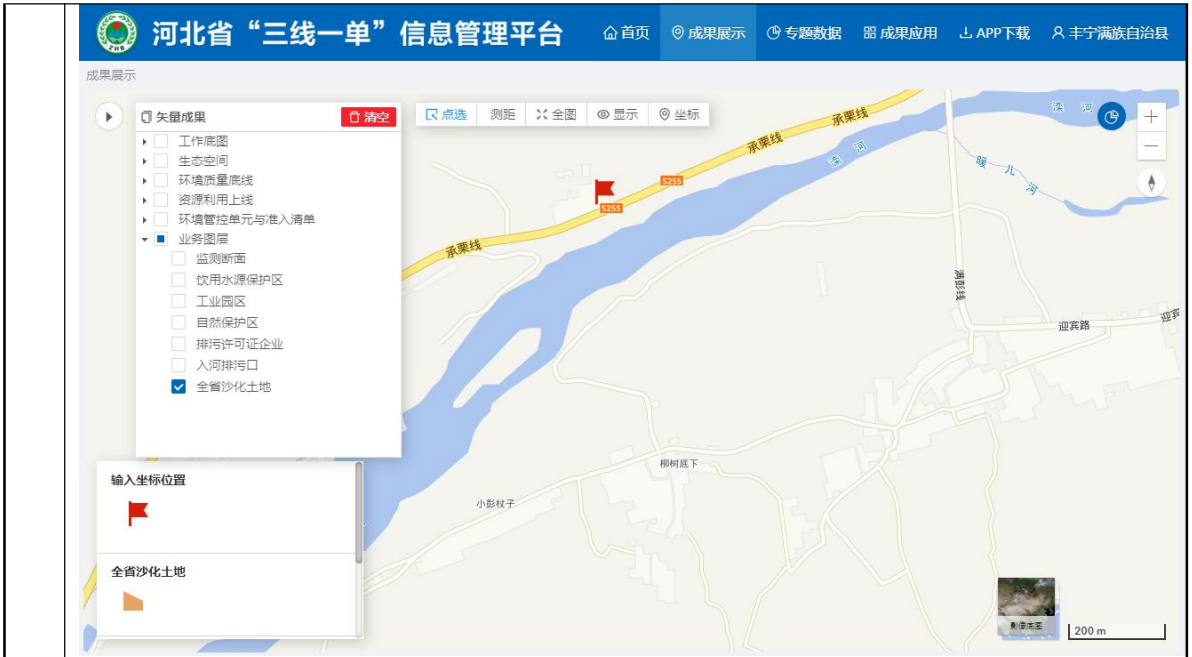 ZHB
河北省“三线一单”信息管理平台
首页 成果展示 专题数据 成果应用 APP下载 丰宁满族自治县
成果展示
矢量成果 清空
点选 测距 全图 显示 坐标
工作底图
生态空间
环境质量底线
资源利用上线
环境管控单元与准入清单
业务图层
监测断面
饮用水源保护区
工业园区
自然保护区
排污许可证企业
入河排污口
全省沙化土地
承栗线
滦河
S255
S255
承栗线
滦河
暖儿河
满彭线
迎宾路
迎宾
柳树底下
小彭杖子
输入坐标位置
全省沙化土地
影像底图
200 m